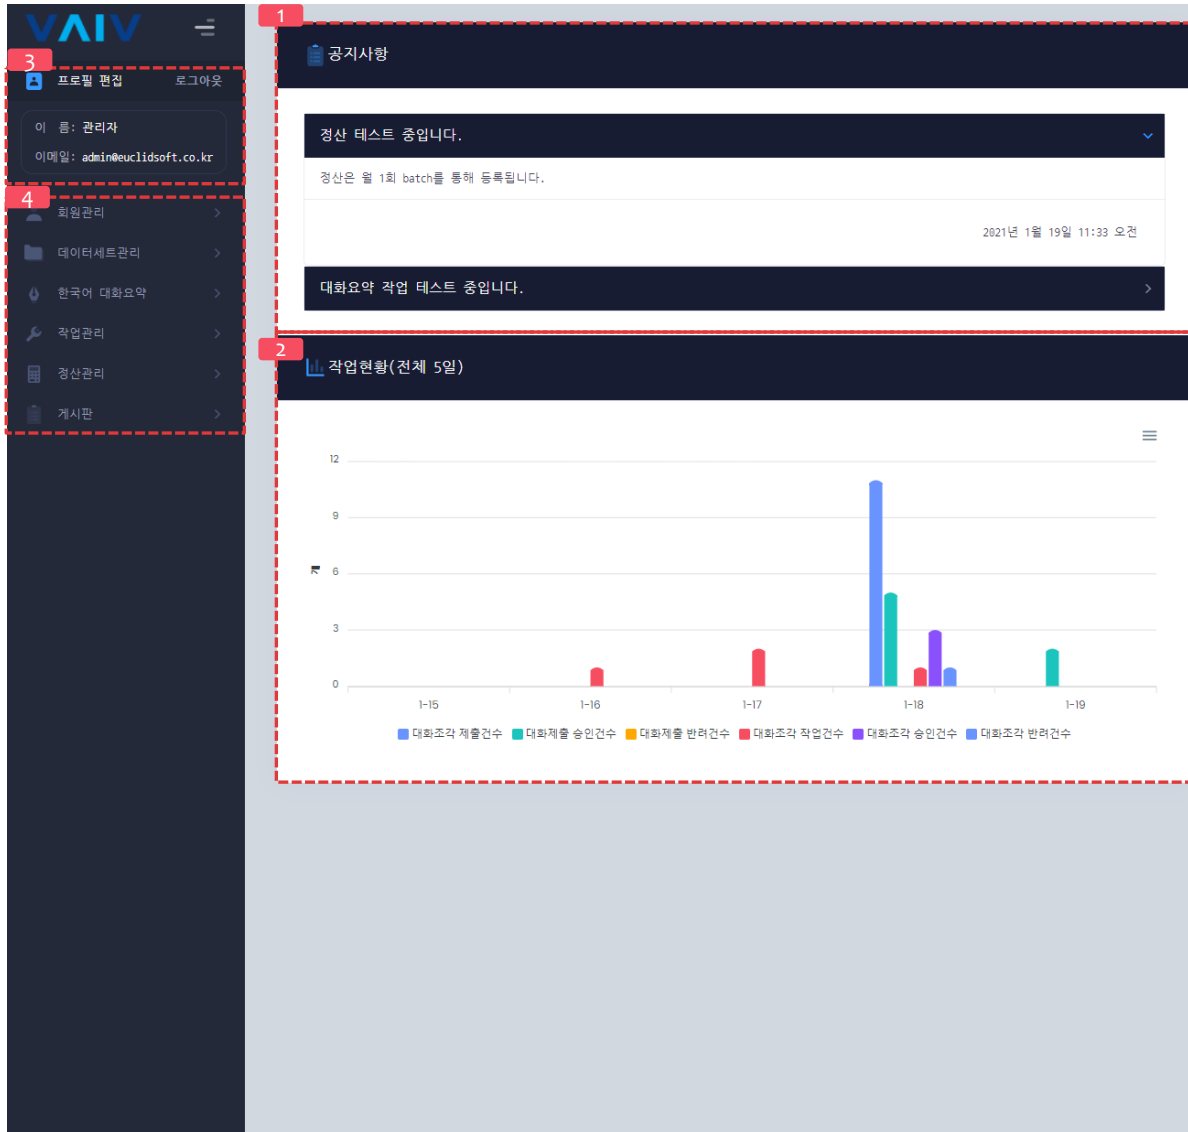 VAIV
3
프로필 편집 로그아웃
이 름: 관리자
이메일: admin@euclidsoft.co.kr
4
회원관리
데이터세트관리
한국어 대화요약
작업관리
정산관리
게시판
1
공지사항
정산 테스트 중입니다.
정산은 월 1회 batch를 통해 등록됩니다.
2021년 1월 19일 11:33 오전
대화요약 작업 테스트 중입니다.
2
작업현황(전체 5일)
12
9
개
6
3
0
1-15 1-16 1-17 1-18 1-19
대화조각 제출건수 대화제출 승인건수 대화제출 반려건수 대화조각 작업건수 대화조각 승인건수 대화조각 반려건수